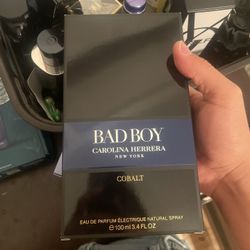 BAD BOY
CAROLINA HERRERA
NEW YORK
COBALT
EAU DE PARFUM ÉLECTRIQUE NATURAL SPRAY
℮ 100 ml 3.4 FL OZ